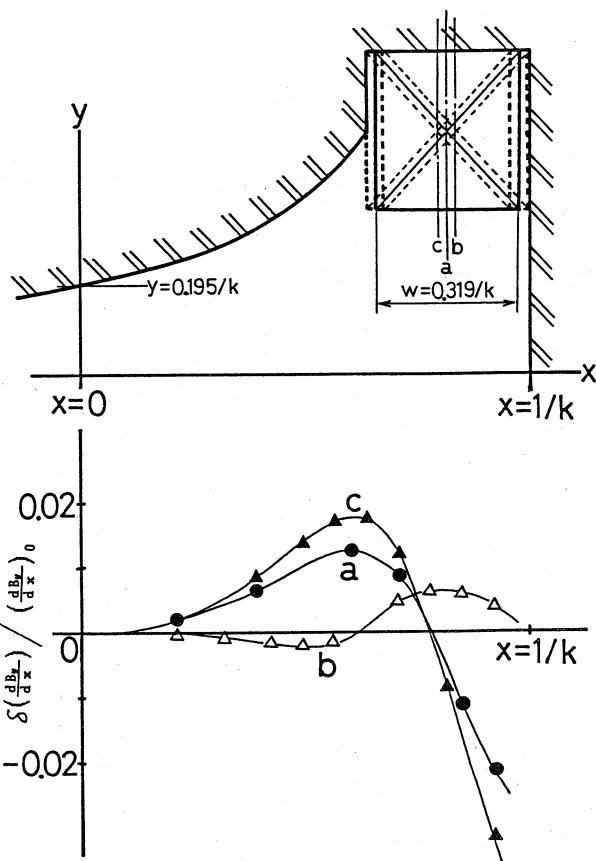 y
c b
a
y=0.195/k
w=0.319/k
x
x=0
x=1/k
0.02
c
a
0
x=1/k
b
-0.02
δ(dBy/dx) / (dBy/dx)0